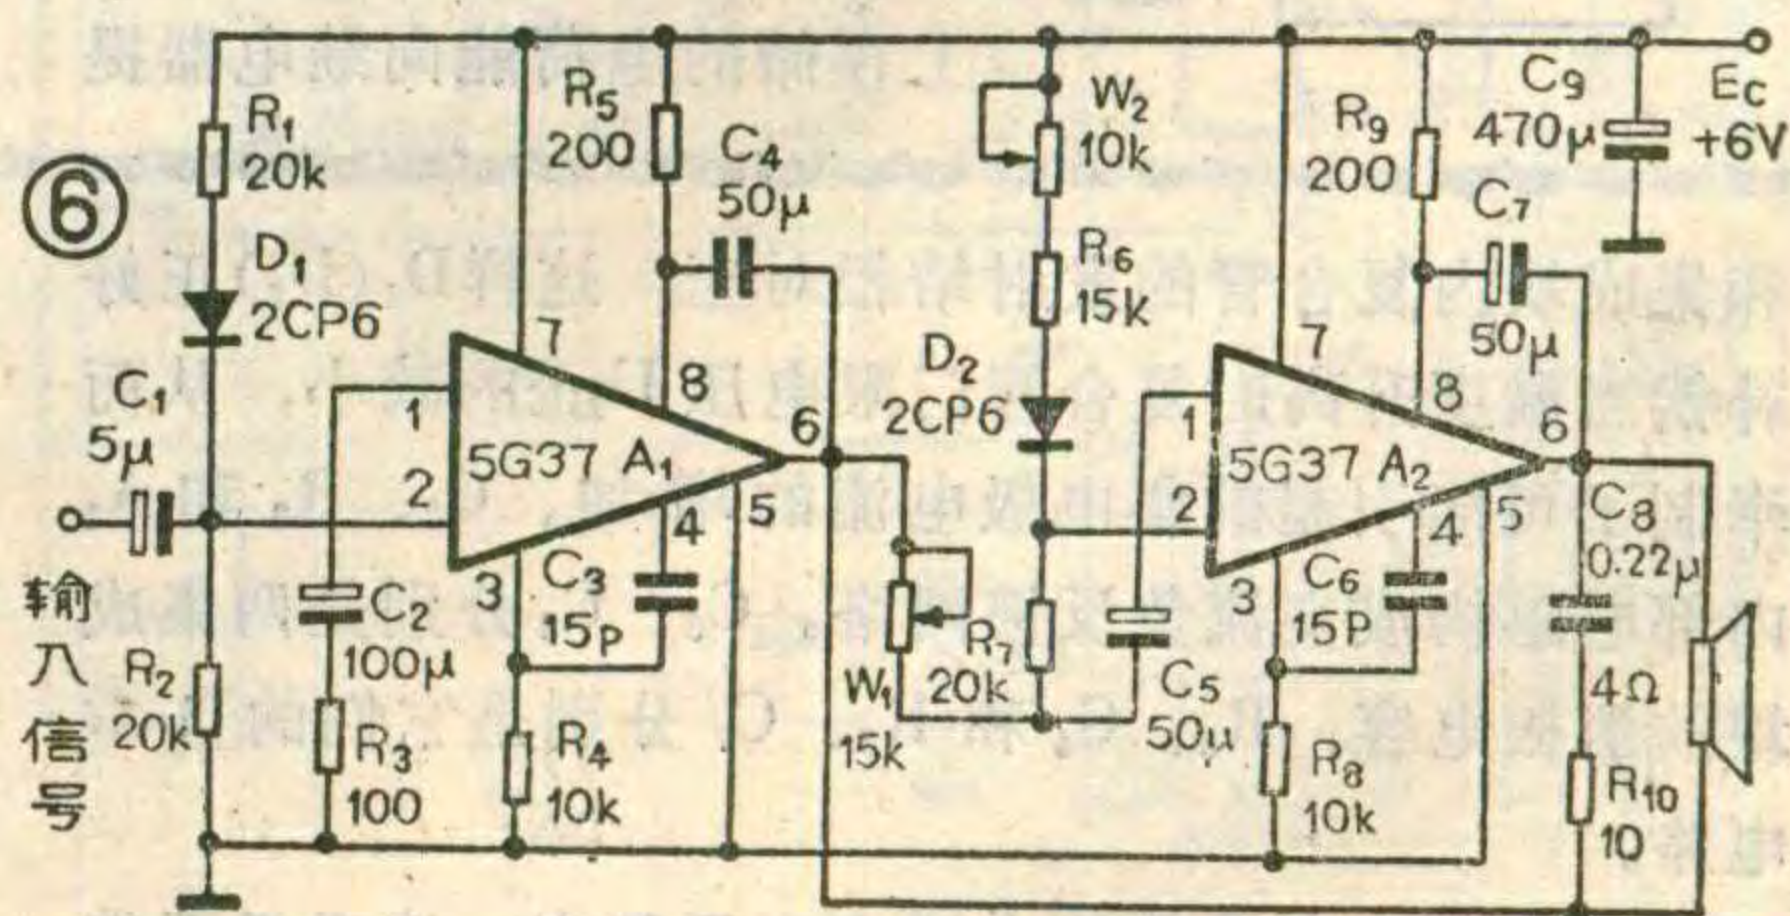 ⑥
R₁
20k
D₁
2CP6
C₁
5μ
输入信号
R₂
20k
C₂
100μ
R₃
100
1
2
3
4
5
6
7
8
5G37 A₁
R₅
200
C₄
50μ
C₃
15p
R₄
10k
W₁
15k
W₂
10k
R₆
15k
D₂
2CP6
R₇
20k
C₅
50μ
1
2
3
4
5
6
7
8
5G37 A₂
R₉
200
C₇
50μ
C₉
470μ
Ec
+6V
C₆
15P
R₈
10k
C₈
0.22μ
4Ω
R₁₀
10